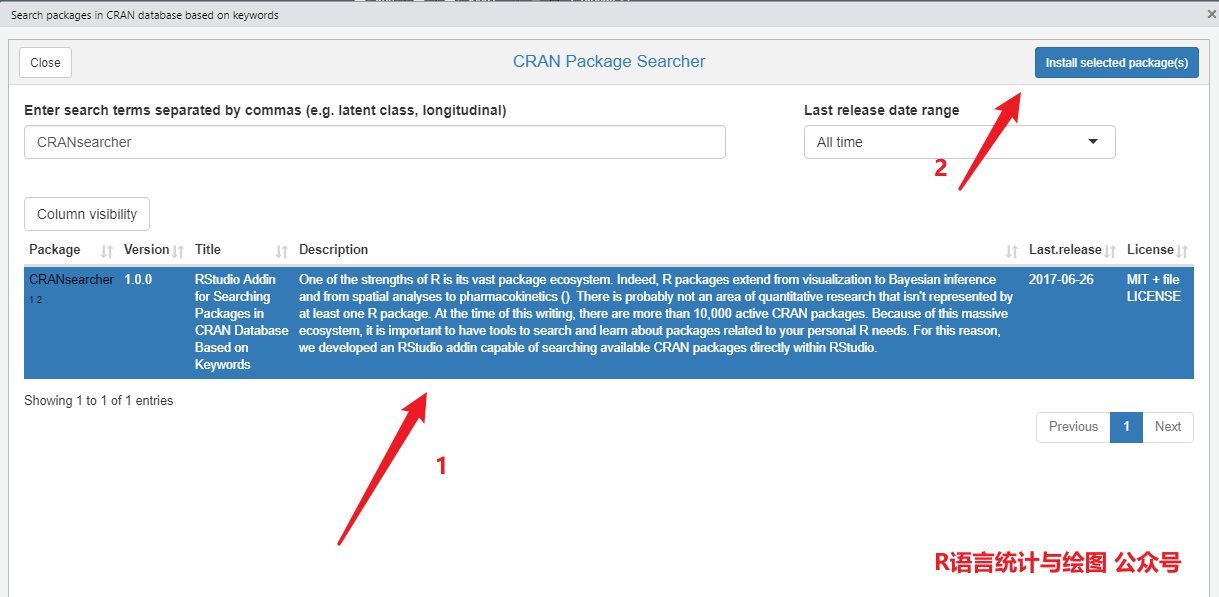 Search packages in CRAN database based on keywords
Close
CRAN Package Searcher
Install selected package(s)
Enter search terms separated by commas (e.g. latent class, longitudinal)
Last release date range
CRANsearcher
All time
2
Column visibility
Package Version Title Description Last.release License
CRANsearcher
1 2
1.0.0
RStudio Addin
for Searching
Packages in
CRAN Database
Based on
Keywords
One of the strengths of R is its vast package ecosystem. Indeed, R packages extend from visualization to Bayesian inference
and from spatial analyses to pharmacokinetics (). There is probably not an area of quantitative research that isn't represented by
at least one R package. At the time of this writing, there are more than 10,000 active CRAN packages. Because of this massive
ecosystem, it is important to have tools to search and learn about packages related to your personal R needs. For this reason,
we developed an RStudio addin capable of searching available CRAN packages directly within RStudio.
2017-06-26
MIT + file
LICENSE
Showing 1 to 1 of 1 entries
Previous 1 Next
1
R语言统计与绘图 公众号